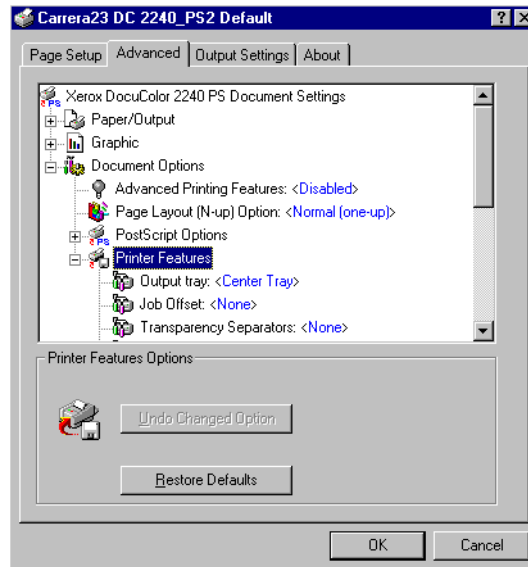 Carrera23 DC 2240_PS2 Default
Page Setup Advanced Output Settings About
Xerox DocuColor 2240 PS Document Settings
Paper/Output
Graphic
Document Options
Advanced Printing Features: <Disabled>
Page Layout (N-up) Option: <Normal (one-up)>
PostScript Options
Printer Features
Output tray: <Center Tray>
Job Offset: <None>
Transparency Separators: <None>
Printer Features Options
Undo Changed Option
Restore Defaults
OK Cancel